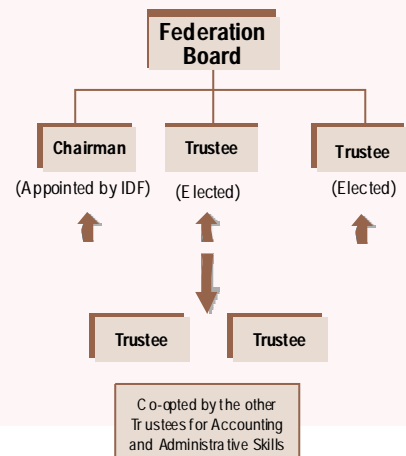 Federation
Board
Chairman
Trustee
Trustee
(Appointed by IDF)
(Elected)
(Elected)
Trustee
Trustee
Co-opted by the other
Trustees for Accounting
and Administrative Skills